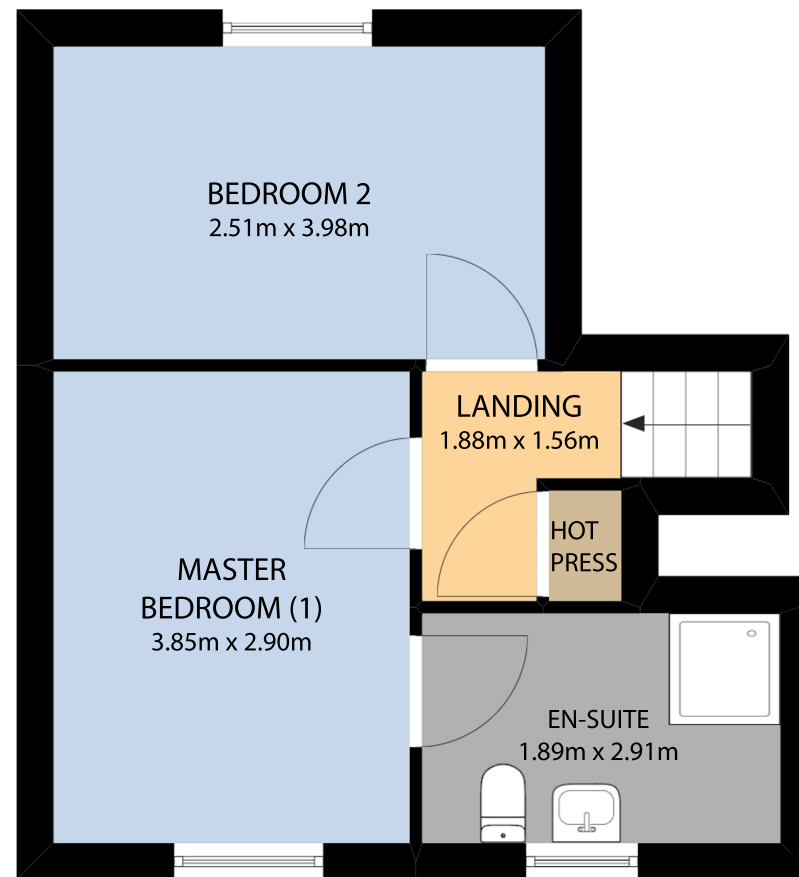 BEDROOM 2
2.51m x 3.98m
LANDING
1.88m x 1.56m
HOT
PRESS
MASTER
BEDROOM (1)
3.85m x 2.90m
EN-SUITE
1.89m x 2.91m